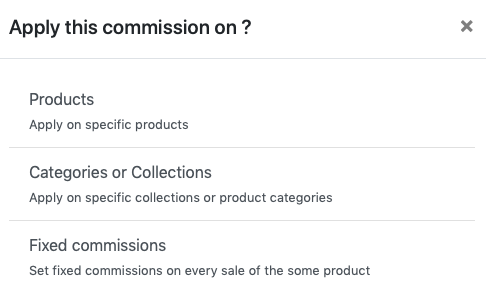 Apply this commission on ?
Products
Apply on specific products
Categories or Collections
Apply on specific collections or product categories
Fixed commissions
Set fixed commissions on every sale of the same product